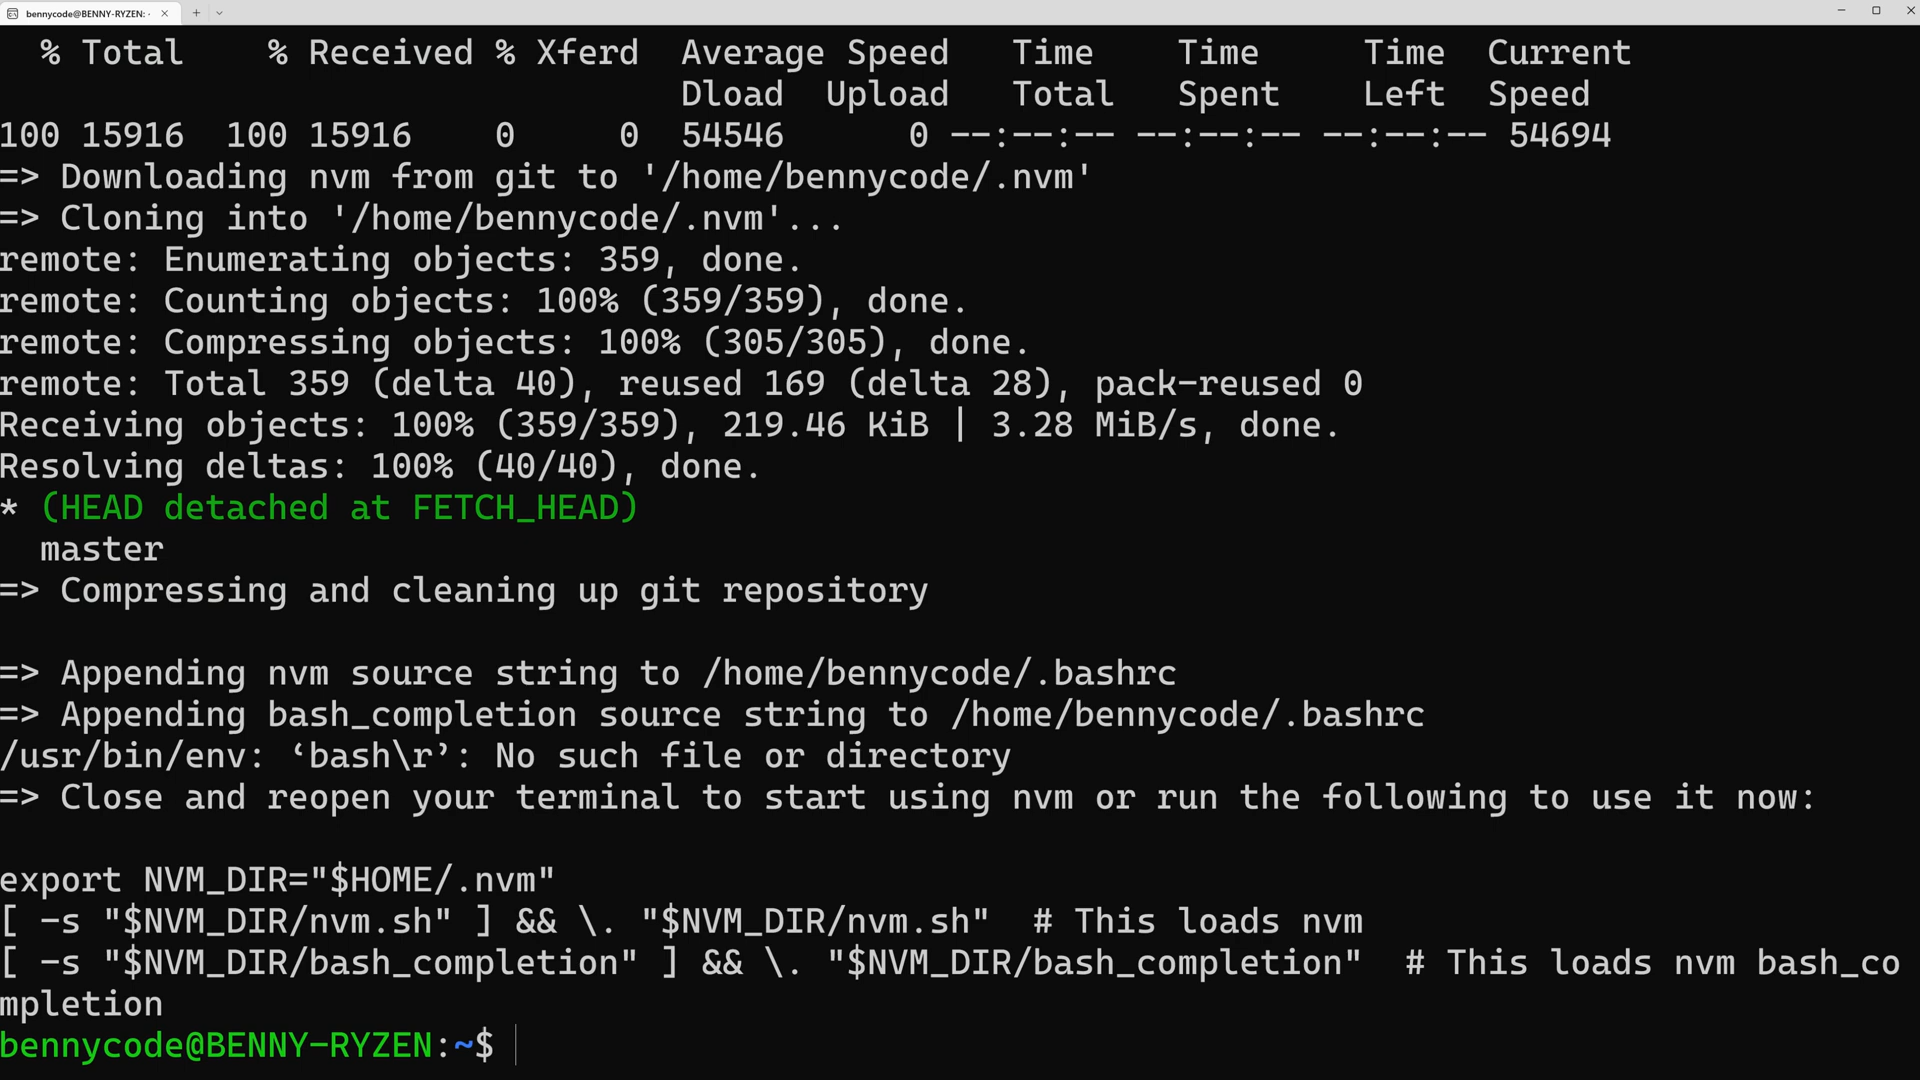 bennycode@BENNY-RYZEN: ~
  % Total    % Received % Xferd  Average Speed   Time    Time     Time  Current
                                 Dload  Upload   Total   Spent    Left  Speed
100 15916  100 15916    0     0  54546      0 --:--:-- --:--:-- --:--:-- 54694
=> Downloading nvm from git to '/home/bennycode/.nvm'
=> Cloning into '/home/bennycode/.nvm'...
remote: Enumerating objects: 359, done.
remote: Counting objects: 100% (359/359), done.
remote: Compressing objects: 100% (305/305), done.
remote: Total 359 (delta 40), reused 169 (delta 28), pack-reused 0
Receiving objects: 100% (359/359), 219.46 KiB | 3.28 MiB/s, done.
Resolving deltas: 100% (40/40), done.
* (HEAD detached at FETCH_HEAD)
  master
=> Compressing and cleaning up git repository

=> Appending nvm source string to /home/bennycode/.bashrc
=> Appending bash_completion source string to /home/bennycode/.bashrc
/usr/bin/env: ‘bash\r’: No such file or directory
=> Close and reopen your terminal to start using nvm or run the following to use it now:

export NVM_DIR="$HOME/.nvm"
[ -s "$NVM_DIR/nvm.sh" ] && \. "$NVM_DIR/nvm.sh"  # This loads nvm
[ -s "$NVM_DIR/bash_completion" ] && \. "$NVM_DIR/bash_completion"  # This loads nvm bash_co
mpletion
bennycode@BENNY-RYZEN:~$